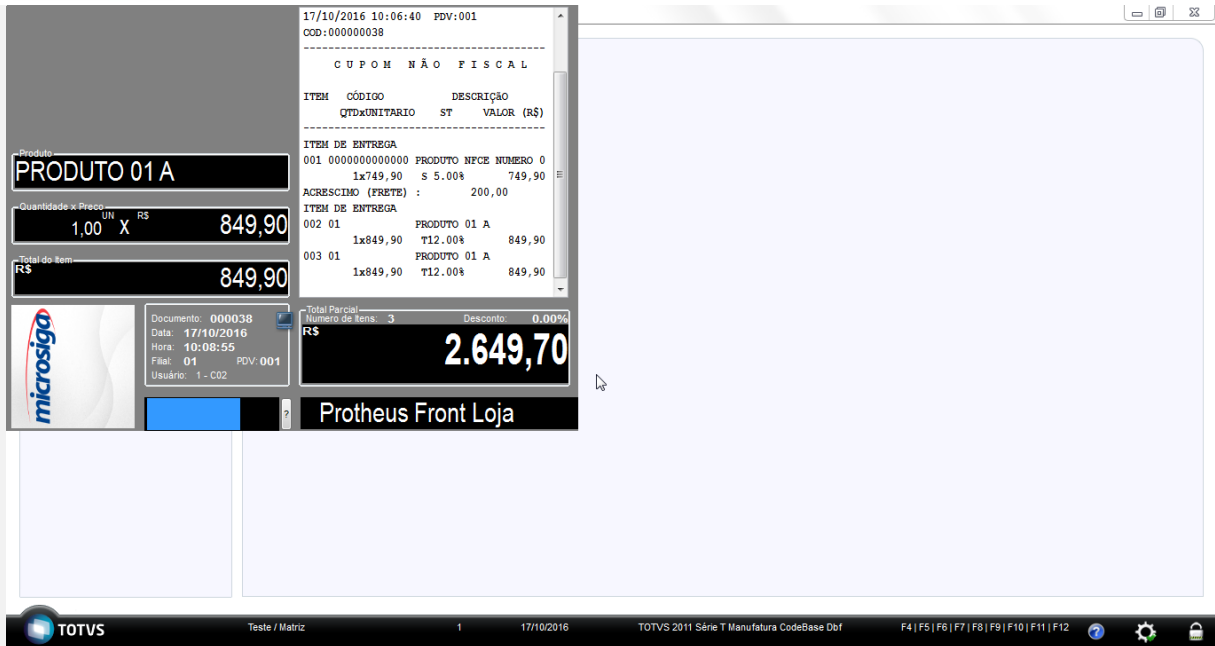 17/10/2016 10:06:40 PDV:001
COD:000000038
------------------------------------------------
C U P O M N Ã O F I S C A L
ITEM CÓDIGO DESCRIÇãO
QTDxUNITARIO ST VALOR (R$)
------------------------------------------------
ITEM DE ENTREGA
001 0000000000000 PRODUTO NFCE NUMERO 0
1x749,90 S 5.00% 749,90
ACRESCIMO (FRETE) : 200,00
ITEM DE ENTREGA
002 01 PRODUTO 01 A
1x849,90 T12.00% 849,90
003 01 PRODUTO 01 A
1x849,90 T12.00% 849,90
Produto
PRODUTO 01 A
Quantidade x Preco
1,00 UN X R$ 849,90
Total do Item
R$ 849,90
microsiga
Documento: 000038
Data: 17/10/2016
Hora: 10:08:55
Filial: 01 PDV: 001
Usuário: 1 - C02
Total Parcial
Numero de Itens: 3 Desconto: 0.00%
R$
2.649,70
?
Protheus Front Loja
TOTVS Teste / Matriz 1 17/10/2016 TOTVS 2011 Série T Manufatura CodeBase Dbf F4 | F5 | F6 | F7 | F8 | F9 | F10 | F11 | F12 ?